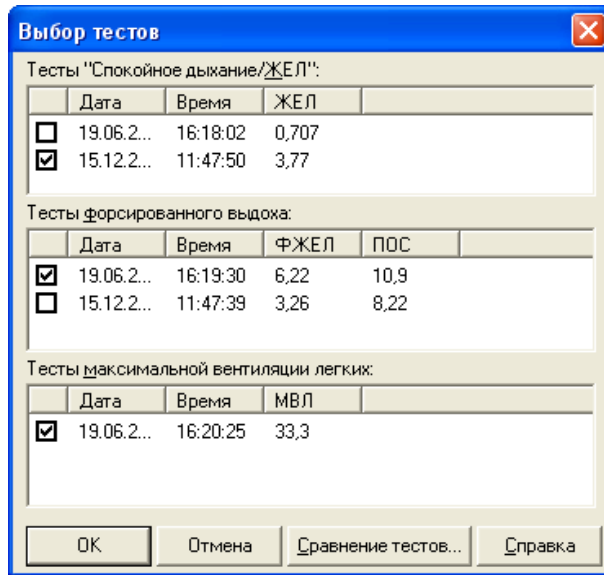 Выбор тестов
Тесты "Спокойное дыхание/ЖЕЛ":
Дата Время ЖЕЛ
19.06.2... 16:18:02 0,707
15.12.2... 11:47:50 3,77
Тесты форсированного выдоха:
Дата Время ФЖЕЛ ПОС
19.06.2... 16:19:30 6,22 10,9
15.12.2... 11:47:39 3,26 8,22
Тесты максимальной вентиляции легких:
Дата Время МВЛ
19.06.2... 16:20:25 33,3
OK Отмена Сравнение тестов... Справка